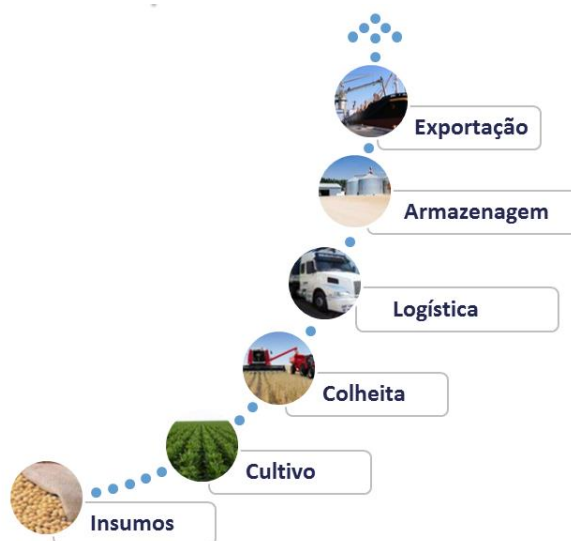 Exportação
Armazenagem
Logística
Colheita
Cultivo
Insumos